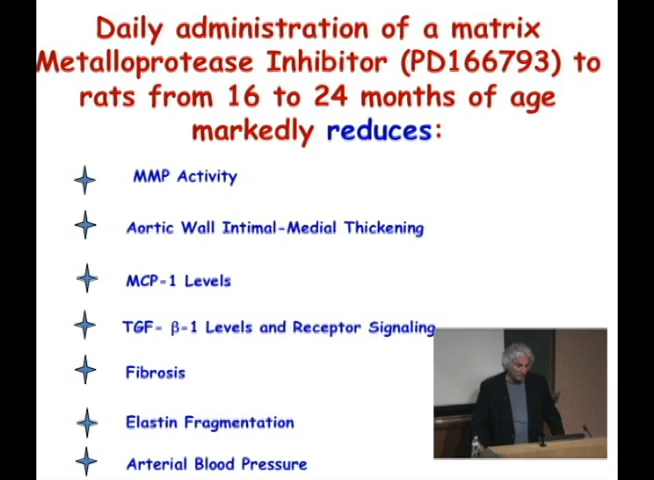 Daily administration of a matrix
Metalloprotease Inhibitor (PD166793) to
rats from 16 to 24 months of age
markedly reduces:
MMP Activity
Aortic Wall Intimal-Medial Thickening
MCP-1 Levels
TGF- β-1 Levels and Receptor Signaling
Fibrosis
Elastin Fragmentation
Arterial Blood Pressure